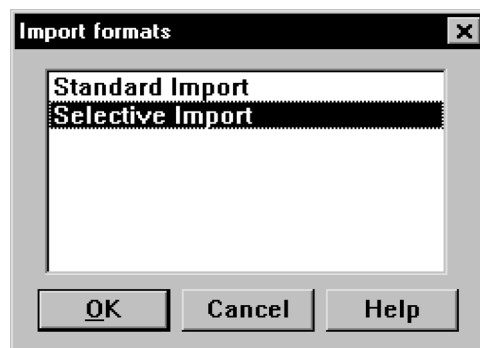 Import formats
Standard Import
Selective Import
OK
Cancel
Help